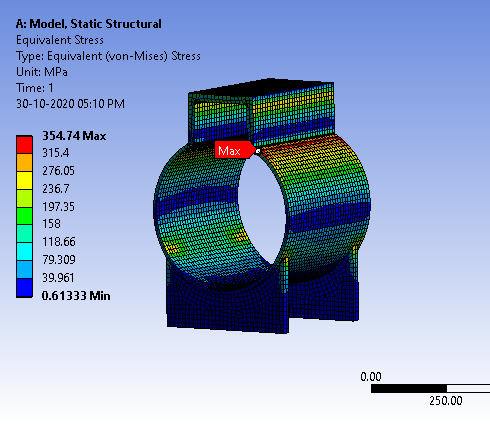 A: Model, Static Structural
Equivalent Stress
Type: Equivalent (von-Mises) Stress
Unit: MPa
Time: 1
30-10-2020 05:10 PM
354.74 Max
315.4
276.05
236.7
197.35
158
118.66
79.309
39.961
0.61333 Min
Max
0.00
250.00